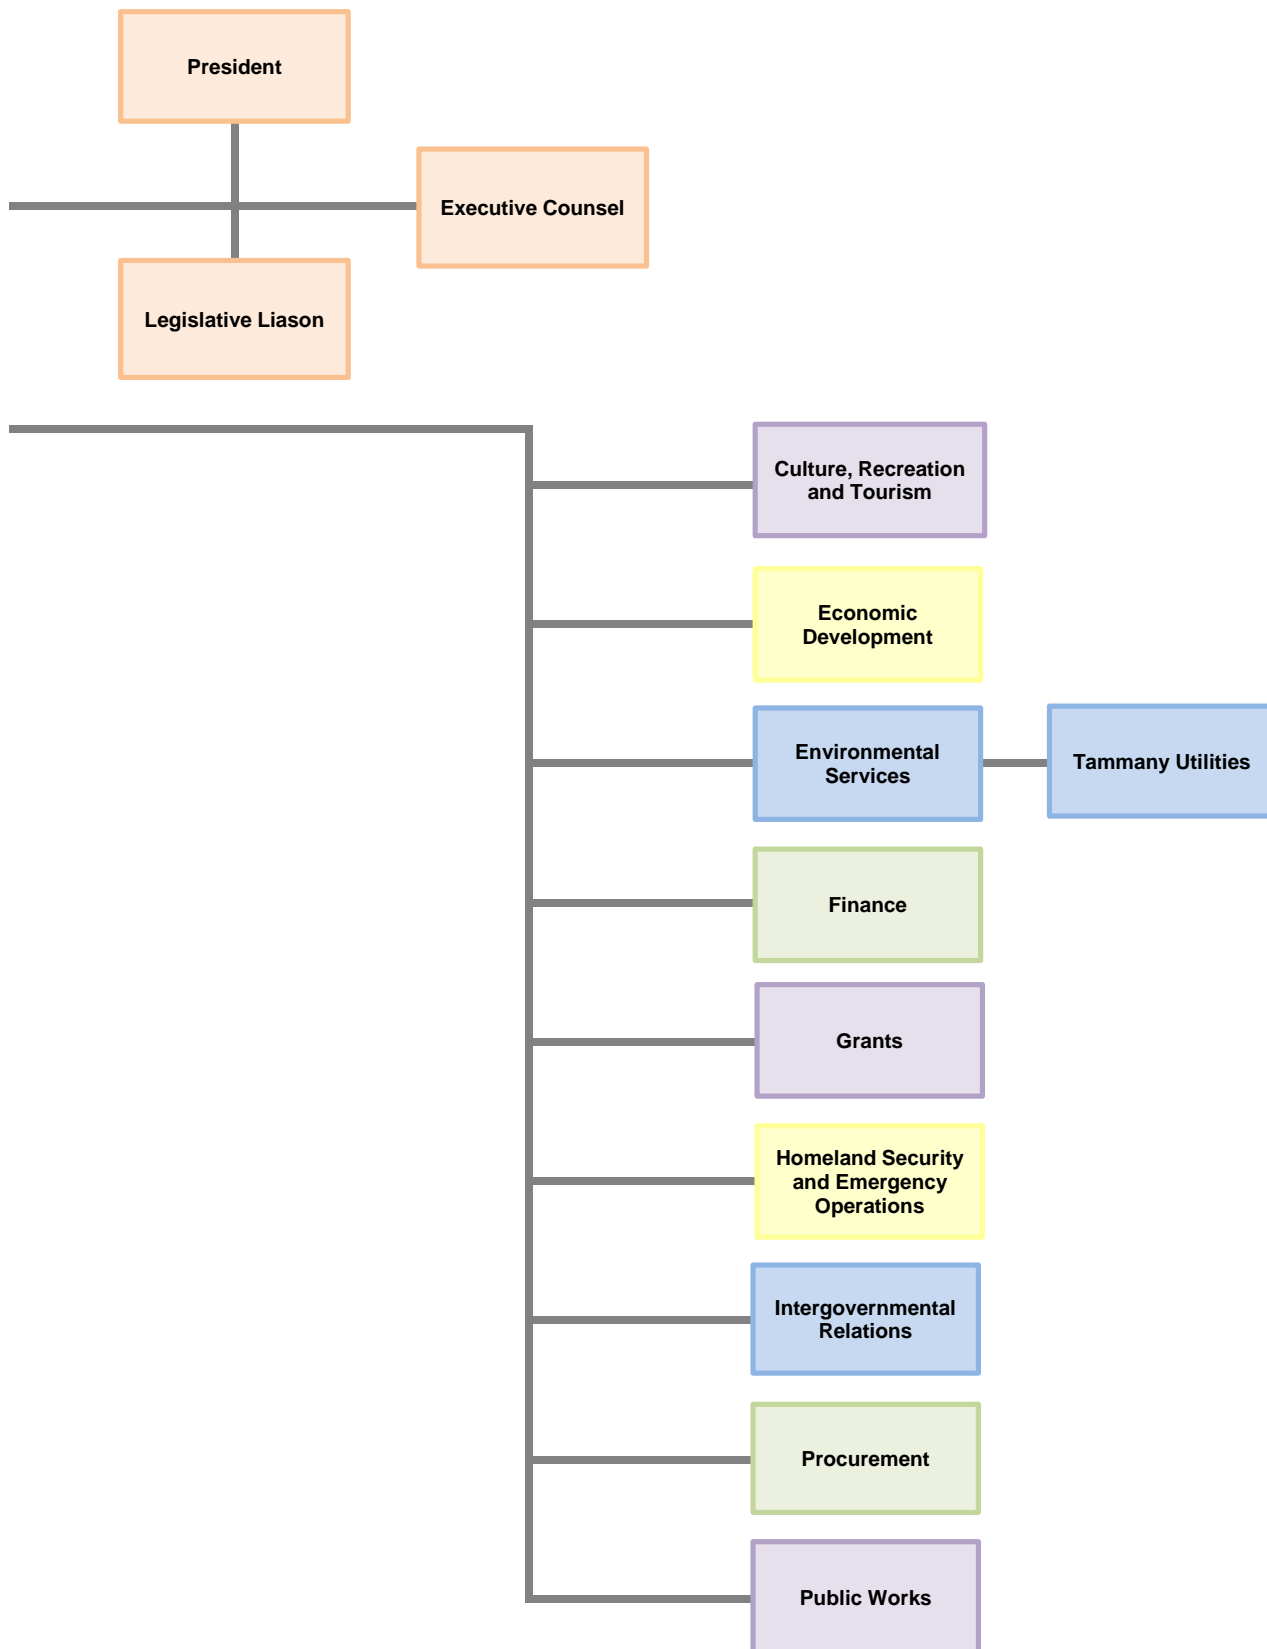 President
Executive Counsel
Legislative Liason
Culture, Recreation
and Tourism
Economic
Development
Environmental
Services
Tammany Utilities
Finance
Grants
Homeland Security
and Emergency
Operations
Intergovernmental
Relations
Procurement
Public Works